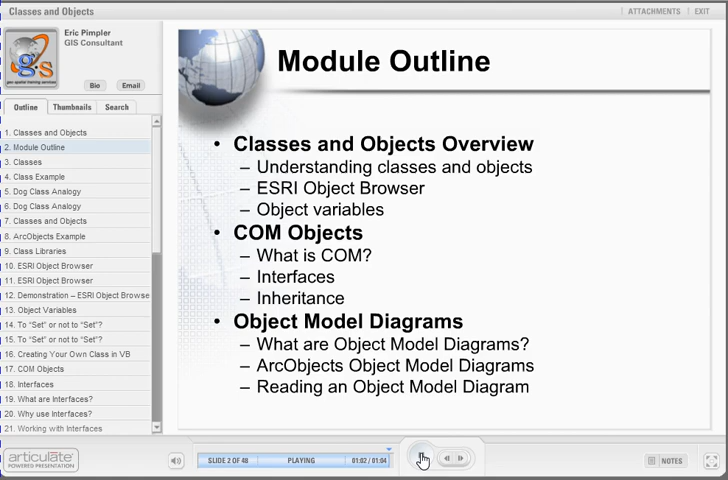 Classes and Objects
ATTACHMENTS
EXIT
Eric Pimpler
GIS Consultant
gis
geo spatial training services
Bio
Email
Outline
Thumbnails
Search
1. Classes and Objects
2. Module Outline
3. Classes
4. Class Example
5. Dog Class Analogy
6. Dog Class Analogy
7. Classes and Objects
8. ArcObjects Example
9. Class Libraries
10. ESRI Object Browser
11. ESRI Object Browser
12. Demonstration – ESRI Object Browse
13. Object Variables
14. To “Set” or not to “Set”?
15. To “Set” or not to “Set”?
16. Creating Your Own Class in VB
17. COM Objects
18. Interfaces
19. What are Interfaces?
20. Why use Interfaces?
21. Working with Interfaces
Module Outline
• Classes and Objects Overview
– Understanding classes and objects
– ESRI Object Browser
– Object variables
• COM Objects
– What is COM?
– Interfaces
– Inheritance
• Object Model Diagrams
– What are Object Model Diagrams?
– ArcObjects Object Model Diagrams
– Reading an Object Model Diagram
articulate
POWERED PRESENTATION
SLIDE 2 OF 48
PLAYING
01:02 / 01:04
NOTES